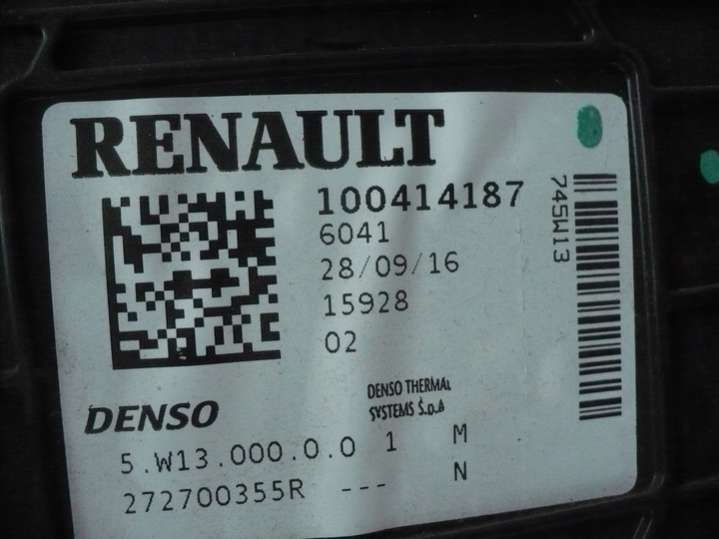 RENAULT
100414187
6041
28/09/16
15928
02
745W13
DENSO
DENSO THERMAL
SYSTEMS S.p.A
5.W13.000.0.0 1 M
272700355R --- N